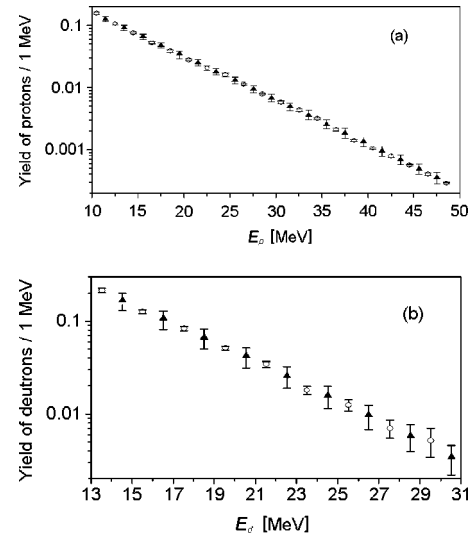 (a)
Yield of protons / 1 MeV
0.1
0.01
0.001
10 15 20 25 30 35 40 45 50
Ep [MeV]
(b)
Yield of deutrons / 1 MeV
0.1
0.01
13 15 17 19 21 23 25 27 29 31
Ed [MeV]